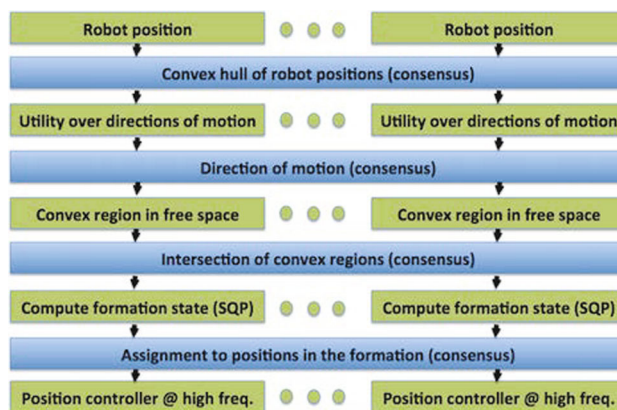 Robot position Robot position
Convex hull of robot positions (consensus)
Utility over directions of motion Utility over directions of motion
Direction of motion (consensus)
Convex region in free space Convex region in free space
Intersection of convex regions (consensus)
Compute formation state (SQP) Compute formation state (SQP)
Assignment to positions in the formation (consensus)
Position controller @ high freq. Position controller @ high freq.